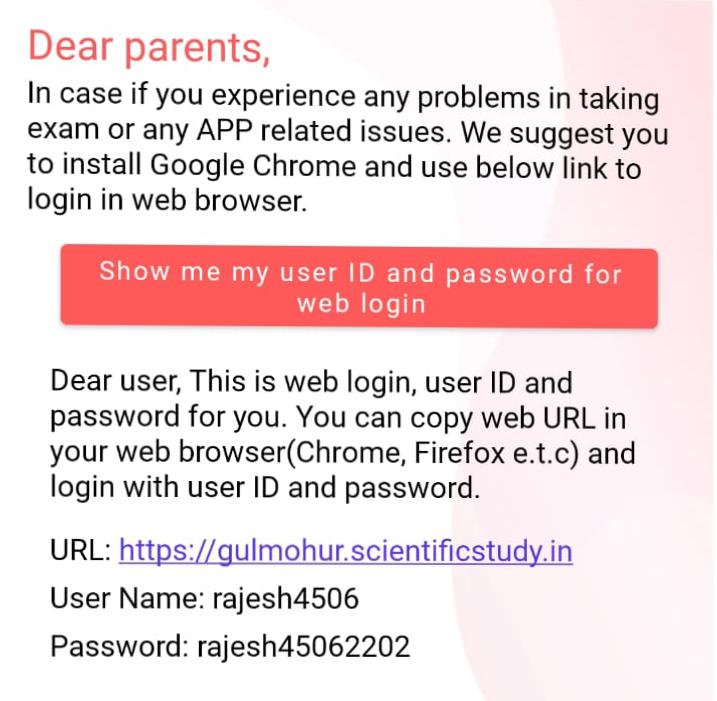 Dear parents,
In case if you experience any problems in taking
exam or any APP related issues. We suggest you
to install Google Chrome and use below link to
login in web browser.
Show me my user ID and password for
web login
Dear user, This is web login, user ID and
password for you. You can copy web URL in
your web browser(Chrome, Firefox e.t.c) and
login with user ID and password.
URL: https://gulmohur.scientificstudy.in
User Name: rajesh4506
Password: rajesh45062202